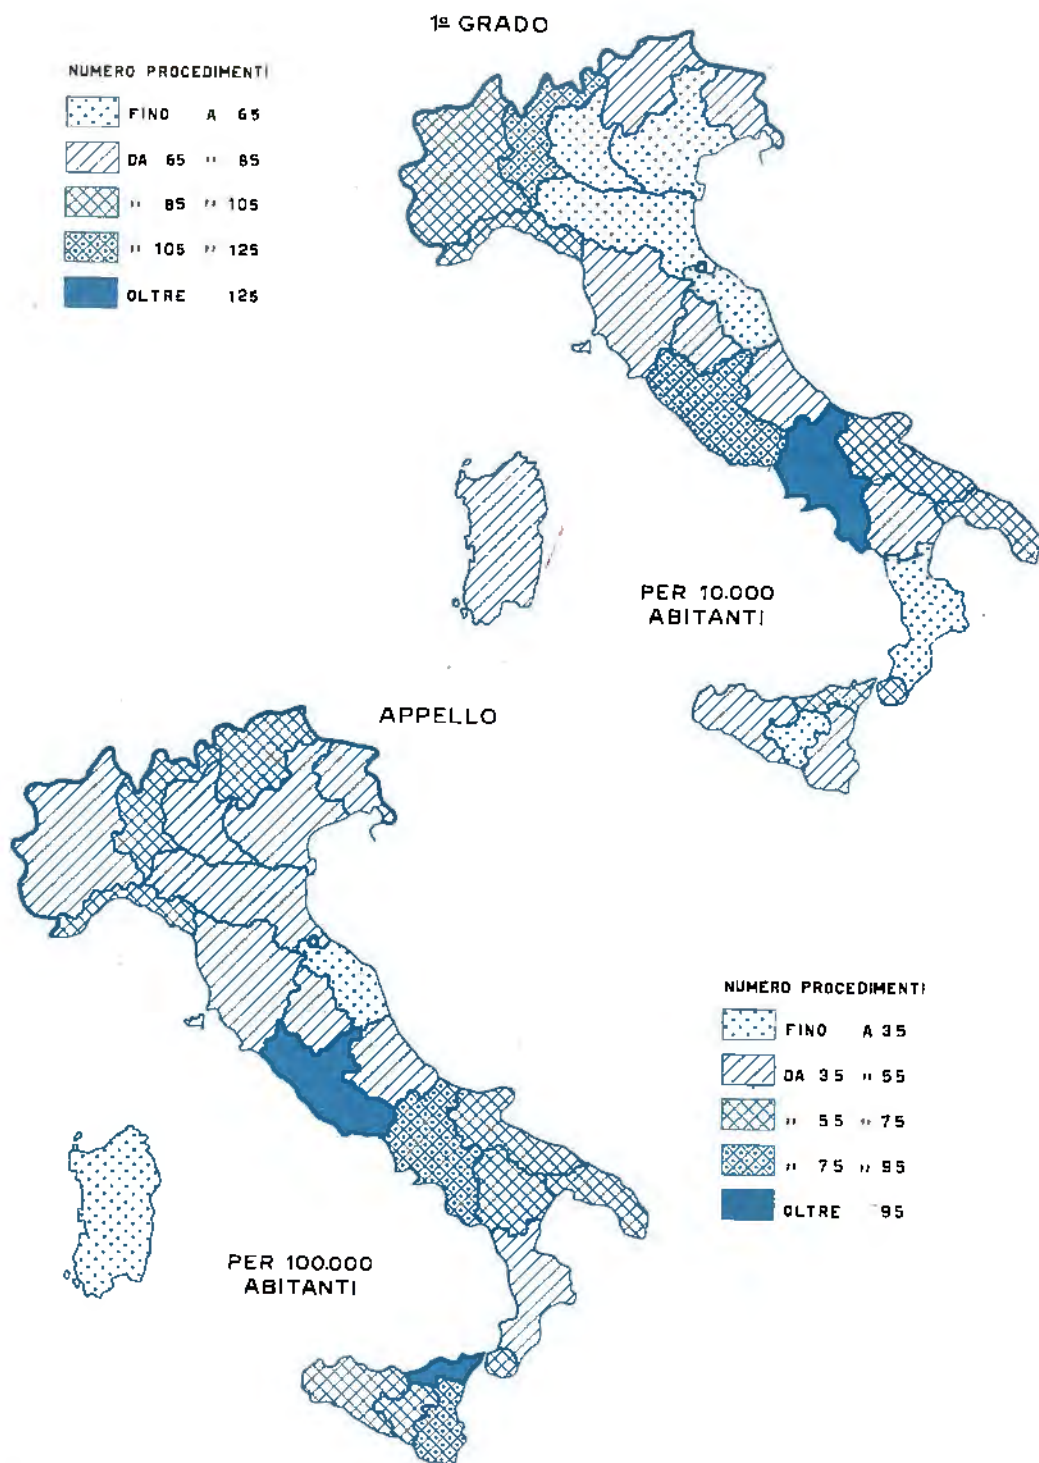 1ª GRADO
NUMERO PROCEDIMENTI
FINO A 65
DA 65 " 85
" 85 " 105
" 105 " 125
OLTRE 125
PER 10.000
ABITANTI
APPELLO
NUMERO PROCEDIMENTI
FINO A 35
DA 35 " 55
" 55 " 75
" 75 " 95
OLTRE 95
PER 100.000
ABITANTI